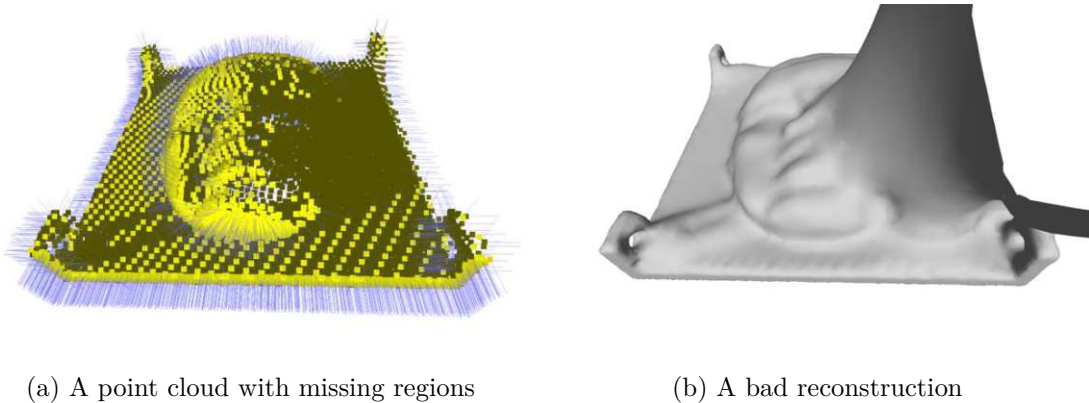 (a) A point cloud with missing regions
(b) A bad reconstruction